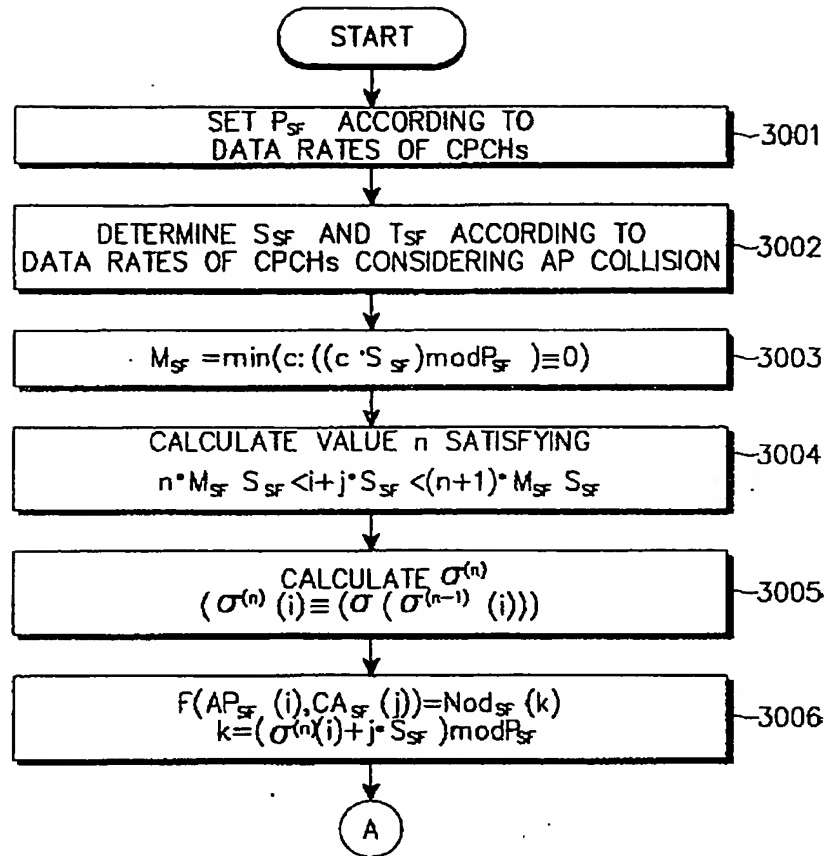 START
SET P_SF ACCORDING TO
DATA RATES OF CPCHs
3001
DETERMINE S_SF AND T_SF ACCORDING TO
DATA RATES OF CPCHs CONSIDERING AP COLLISION
3002
M_SF =min(c: ((c ·S_SF)modP_SF )≡0)
3003
CALCULATE VALUE n SATISFYING
n·M_SF S_SF <i+j·S_SF <(n+1)·M_SF S_SF
3004
CALCULATE σ^(n)
(σ^(n) (i)≡(σ (σ^(n-1) (i)))
3005
F(AP_SF (i),CA_SF (j))=Nod_SF (k)
k=(σ^(n)(i)+j·S_SF )modP_SF
3006
A